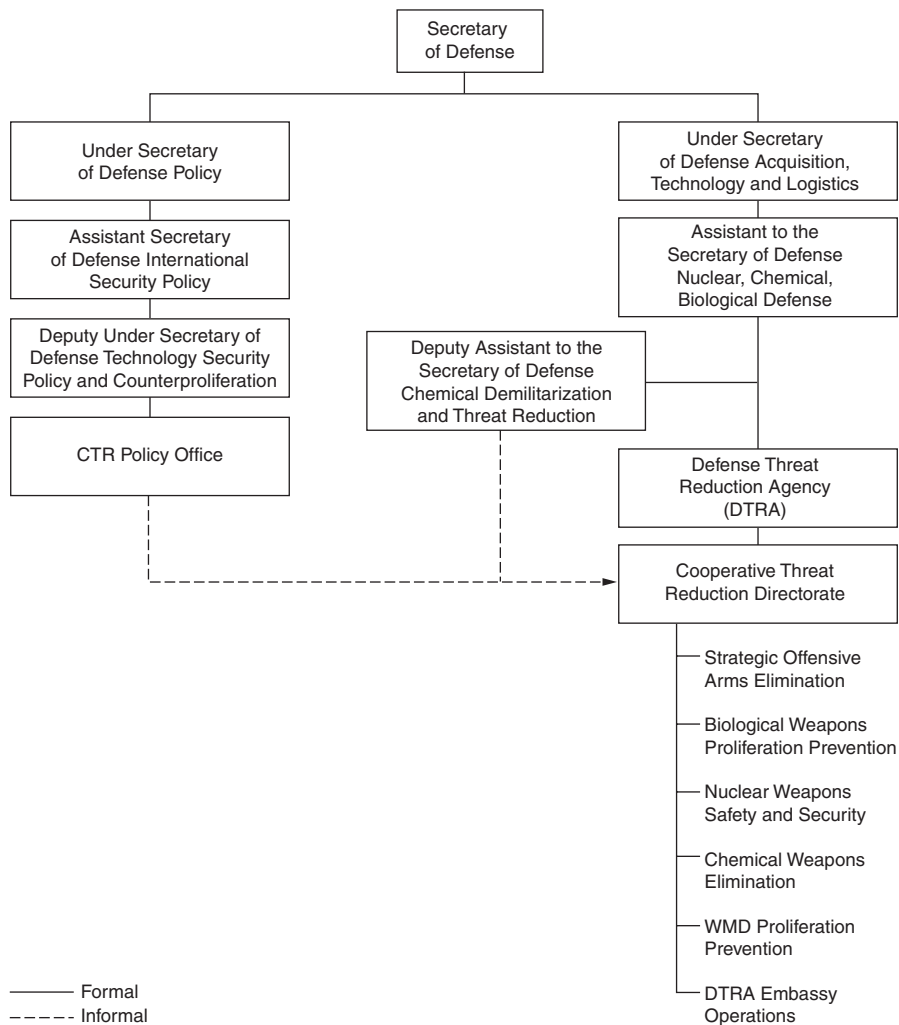 Secretary
of Defense
Under Secretary
of Defense Policy
Under Secretary
of Defense Acquisition,
Technology and Logistics
Assistant Secretary
of Defense International
Security Policy
Assistant to the
Secretary of Defense
Nuclear, Chemical,
Biological Defense
Deputy Under Secretary of
Defense Technology Security
Policy and Counterproliferation
Deputy Assistant to the
Secretary of Defense
Chemical Demilitarization
and Threat Reduction
CTR Policy Office
Defense Threat
Reduction Agency
(DTRA)
Cooperative Threat
Reduction Directorate
Strategic Offensive
Arms Elimination
Biological Weapons
Proliferation Prevention
Nuclear Weapons
Safety and Security
Chemical Weapons
Elimination
WMD Proliferation
Prevention
DTRA Embassy
Operations
Formal
Informal